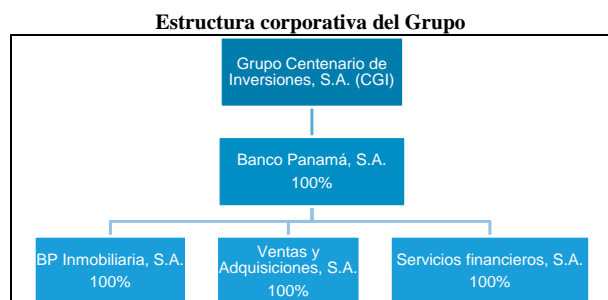 Estructura corporativa del Grupo
Grupo Centenario de
Inversiones, S.A. (CGI)
Banco Panamá, S.A.
100%
BP Inmobiliaria, S.A.
100%
Ventas y
Adquisiciones, S.A.
100%
Servicios financieros, S.A.
100%